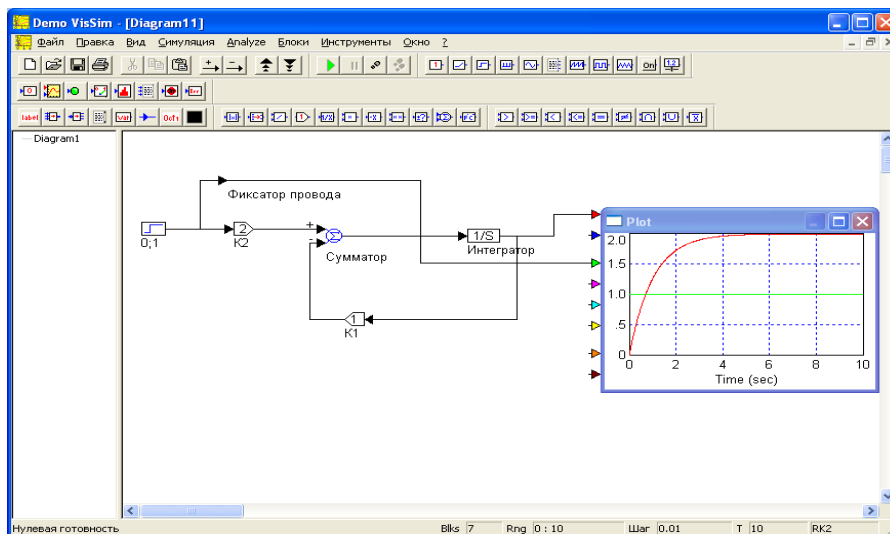 Demo VisSim - [Diagram11]
Файл Правка Вид Симуляция Analyze Блоки Инструменты Окно ?
Diagram1
Фиксатор провода
0;1
2
K2
+
-
Σ
Сумматор
1/S
Интегратор
1
K1
Plot
2.0
1.5
1.0
.5
0
0 2 4 6 8 10
Time (sec)
Нулевая готовность Blks 7 Rng 0 : 10 Шаг 0.01 T 10 RK2